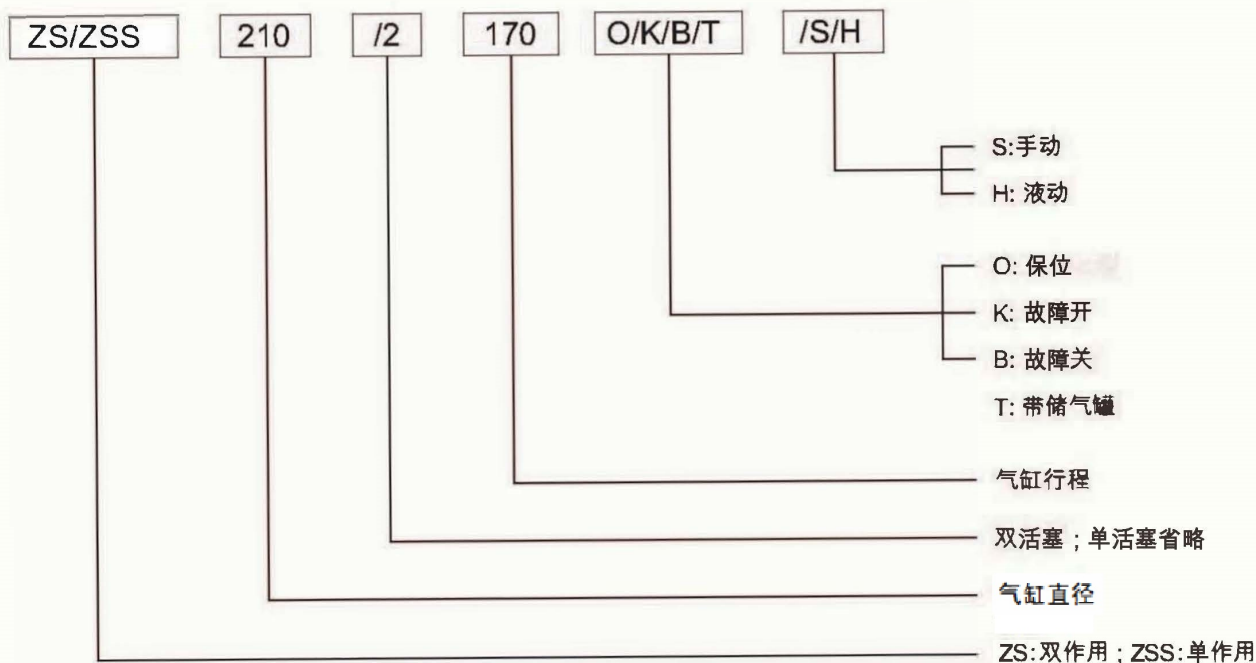 ZS/ZSS 210 /2 170 O/K/B/T /S/H
S:手动
H: 液动
O: 保位
K: 故障开
B: 故障关
T: 带储气罐
气缸行程
双活塞；单活塞省略
气缸直径
ZS:双作用；ZSS:单作用